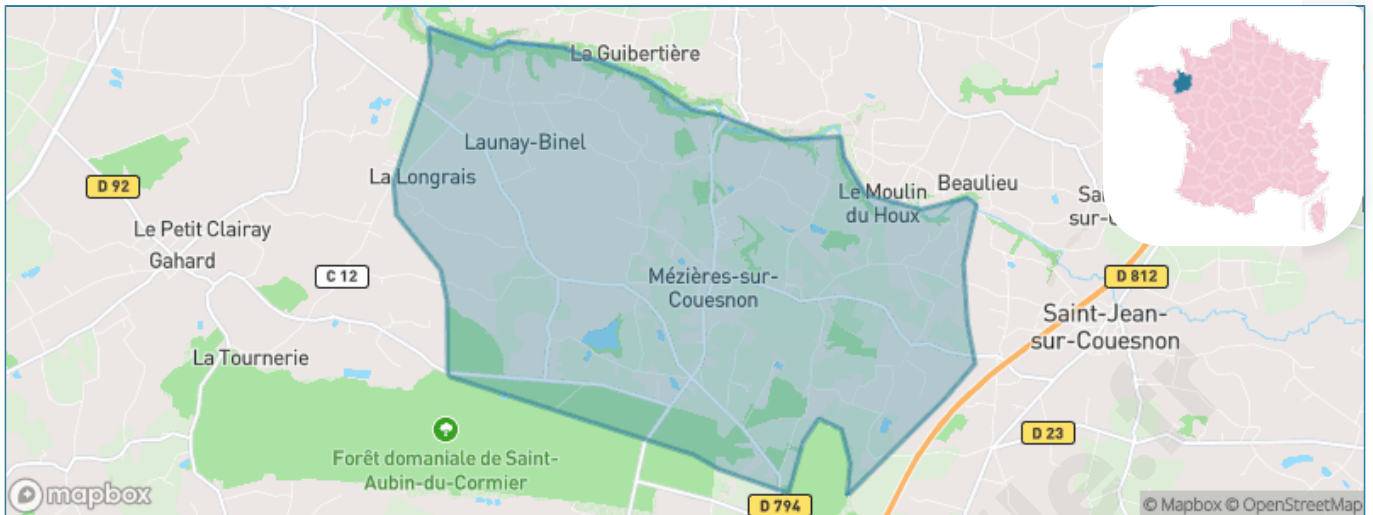 La Guibertière
Launay-Binel
La Longrais
D 92
Le Moulin
du Houx
Beaulieu
Le Petit Clairay
Gahard
C 12
Mézières-sur-
Couesnon
D 812
Saint-Jean-
sur-Couesnon
La Tournerie
D 23
Forêt domaniale de Saint-
Aubin-du-Cormier
mapbox
D 794
© Mapbox © OpenStreetMap